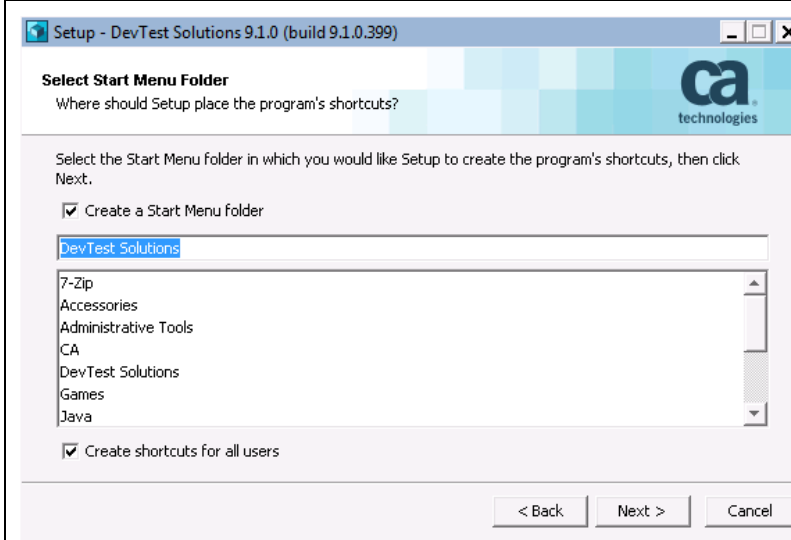 Setup - DevTest Solutions 9.1.0 (build 9.1.0.399)
Select Start Menu Folder
Where should Setup place the program's shortcuts?
ca
technologies
Select the Start Menu folder in which you would like Setup to create the program's shortcuts, then click
Next.
Create a Start Menu folder
DevTest Solutions
7-Zip
Accessories
Administrative Tools
CA
DevTest Solutions
Games
Java
Create shortcuts for all users
< Back Next > Cancel